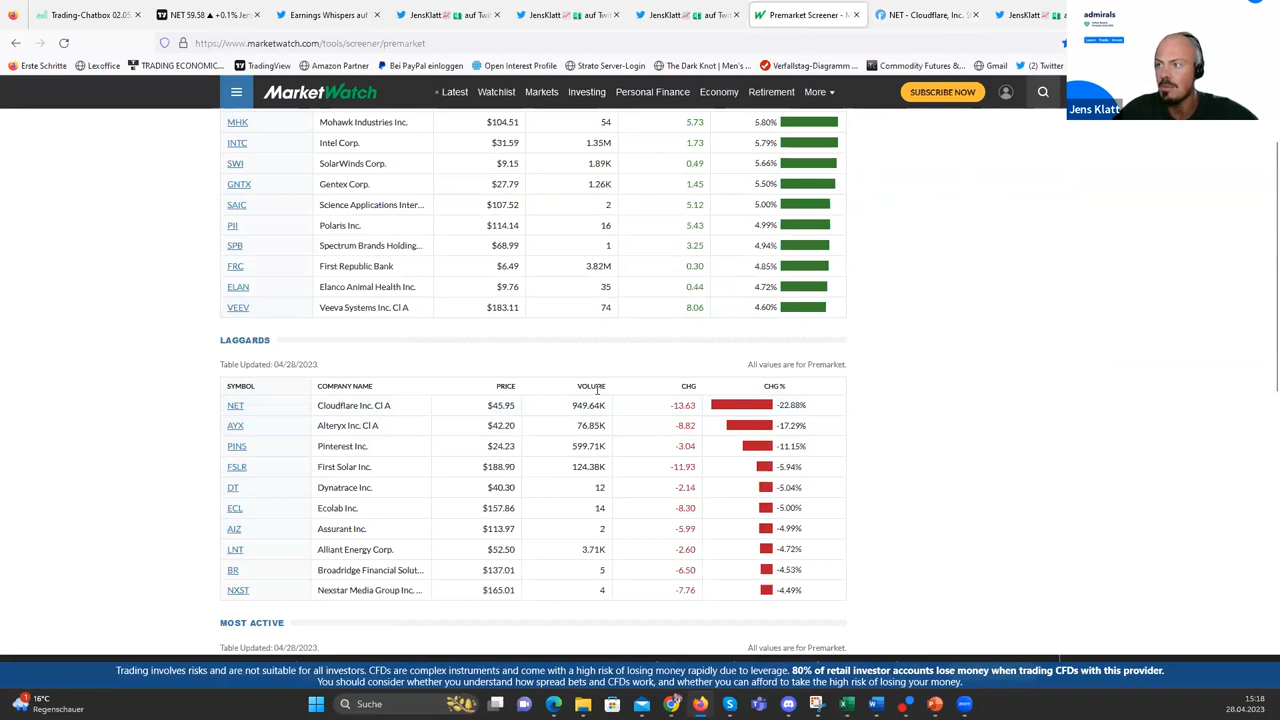 Trading-Chatbox 02.05
NET 59.58 ▲ +0.1% Jens
Earnings Whispers auf
JensKlatt auf Twit
JensKlatt auf Twit
JensKlatt auf Twit
Premarket Screener - M
NET - Cloudflare, Inc. St
JensKlatt au
https://www.marketwatch.com/tools/screen
Erste Schritte
Lexoffice
TRADING ECONOMIC...
TradingView
Amazon Partner
Bei PayPal einloggen
Open Interest Profile
Strato Server-Login
The Dark Knot | Men's ...
Verfallstag-Diagramm ...
Commodity Futures &...
Gmail
(2) Twitter
admirals
Learn Trade Invest
Jens Klatt
MarketWatch
Latest Watchlist Markets Investing Personal Finance Economy Retirement More
SUBSCRIBE NOW
MHK Mohawk Industries Inc. $104.51 54 5.73 5.80%
INTC Intel Corp. $31.59 1.35M 1.73 5.79%
SWI SolarWinds Corp. $9.15 1.89K 0.49 5.66%
GNTX Gentex Corp. $27.79 1.26K 1.45 5.50%
SAIC Science Applications Inter... $107.52 2 5.12 5.00%
PII Polaris Inc. $114.14 16 5.43 4.99%
SPB Spectrum Brands Holding... $68.99 1 3.25 4.94%
FRC First Republic Bank $6.49 3.82M 0.30 4.85%
ELAN Elanco Animal Health Inc. $9.76 35 0.44 4.72%
VEEV Veeva Systems Inc. Cl A $183.11 74 8.06 4.60%
LAGGARDS
Table Updated: 04/28/2023. All values are for Premarket.
SYMBOL COMPANY NAME PRICE VOLUME CHG CHG %
NET Cloudflare Inc. Cl A $45.95 949.64K -13.63 -22.88%
AYX Alteryx Inc. Cl A $42.20 76.85K -8.82 -17.29%
PINS Pinterest Inc. $24.23 599.71K -3.04 -11.15%
FSLR First Solar Inc. $188.90 124.38K -11.93 -5.94%
DT Dynatrace Inc. $40.30 12 -2.14 -5.04%
ECL Ecolab Inc. $157.86 14 -8.30 -5.00%
AIZ Assurant Inc. $113.97 2 -5.99 -4.99%
LNT Alliant Energy Corp. $52.50 3.71K -2.60 -4.72%
BR Broadridge Financial Solut... $137.01 5 -6.50 -4.53%
NXST Nexstar Media Group Inc. ... $165.01 4 -7.76 -4.49%
MOST ACTIVE
Table Updated: 04/28/2023. All values are for Premarket.
Trading involves risks and are not suitable for all investors. CFDs are complex instruments and come with a high risk of losing money rapidly due to leverage. 80% of retail investor accounts lose money when trading CFDs with this provider.
You should consider whether you understand how spread bets and CFDs work, and whether you can afford to take the high risk of losing your money.
1
16°C
Regenschauer
Suche
15:18
28.04.2023